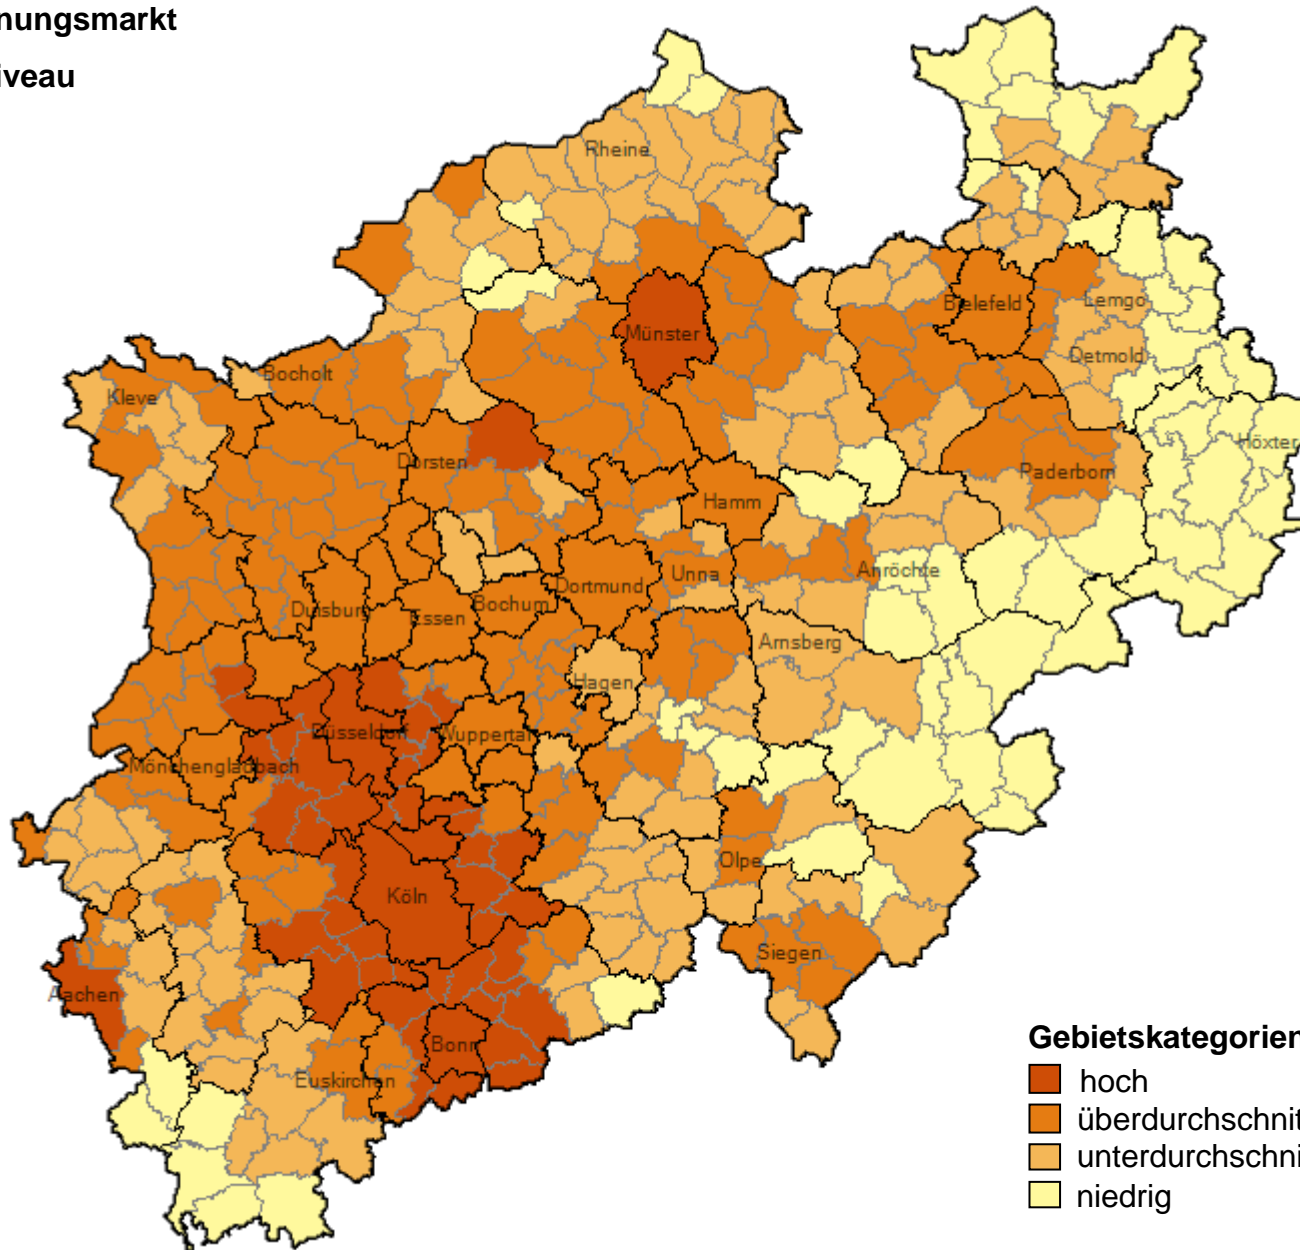 nungsmarkt
iveau
Rheine
Münster
Bielefeld
Lemgo
Detmold
Bocholt
Kleve
Dorsten
Höxter
Paderborn
Hamm
Anröchte
Unna
Dortmund
Bochum
Essen
Duisburg
Arnsberg
Hagen
Düsseldorf
Wuppertal
Mönchengladbach
Olpe
Köln
Siegen
Aachen
Bonn
Euskirchen
Gebietskategorien
hoch
überdurchschnit
unterdurchschni
niedrig